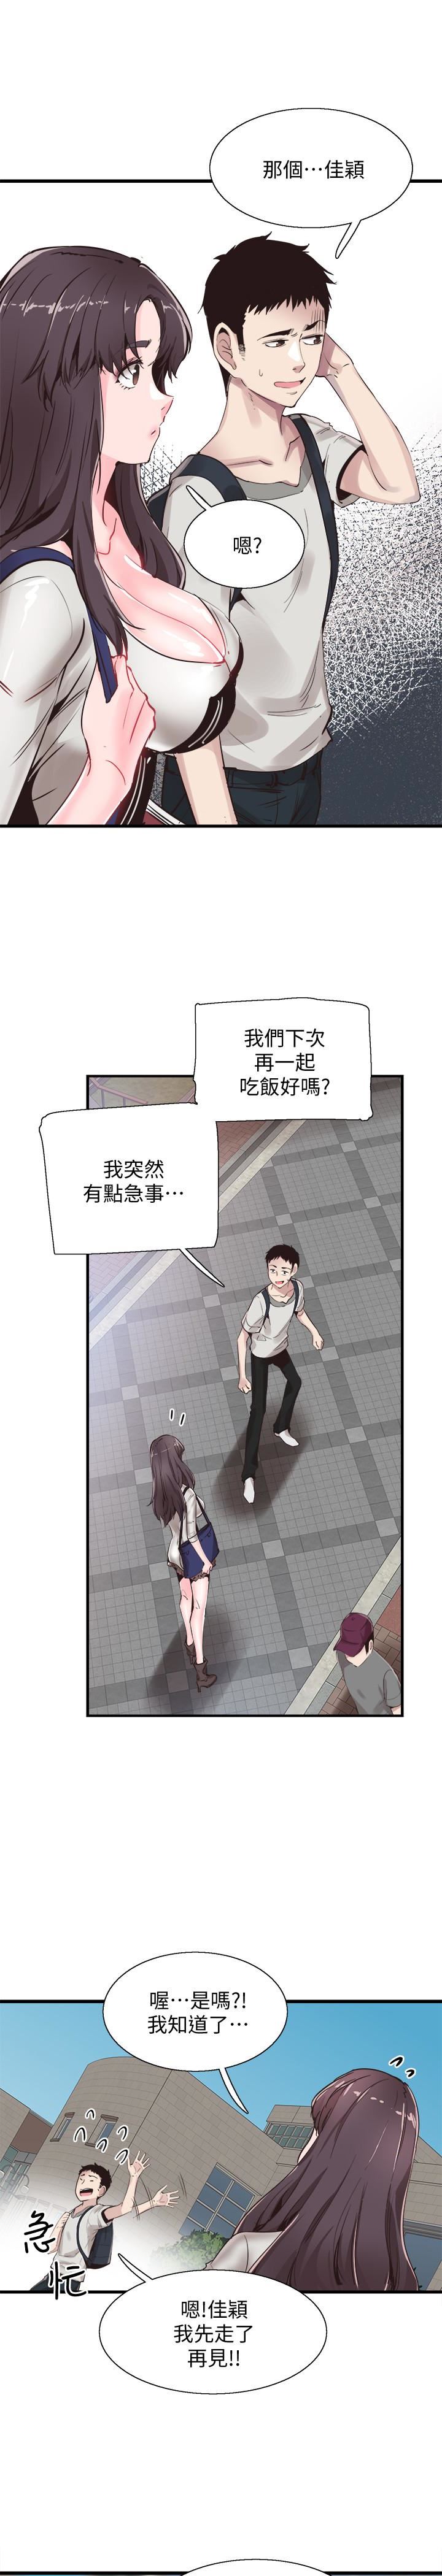 那個…佳穎
嗯?
我們下次
再一起
吃飯好嗎?
我突然
有點急事…
喔…是嗎?!
我知道了…
急忙
嗯!佳穎
我先走了
再見!!